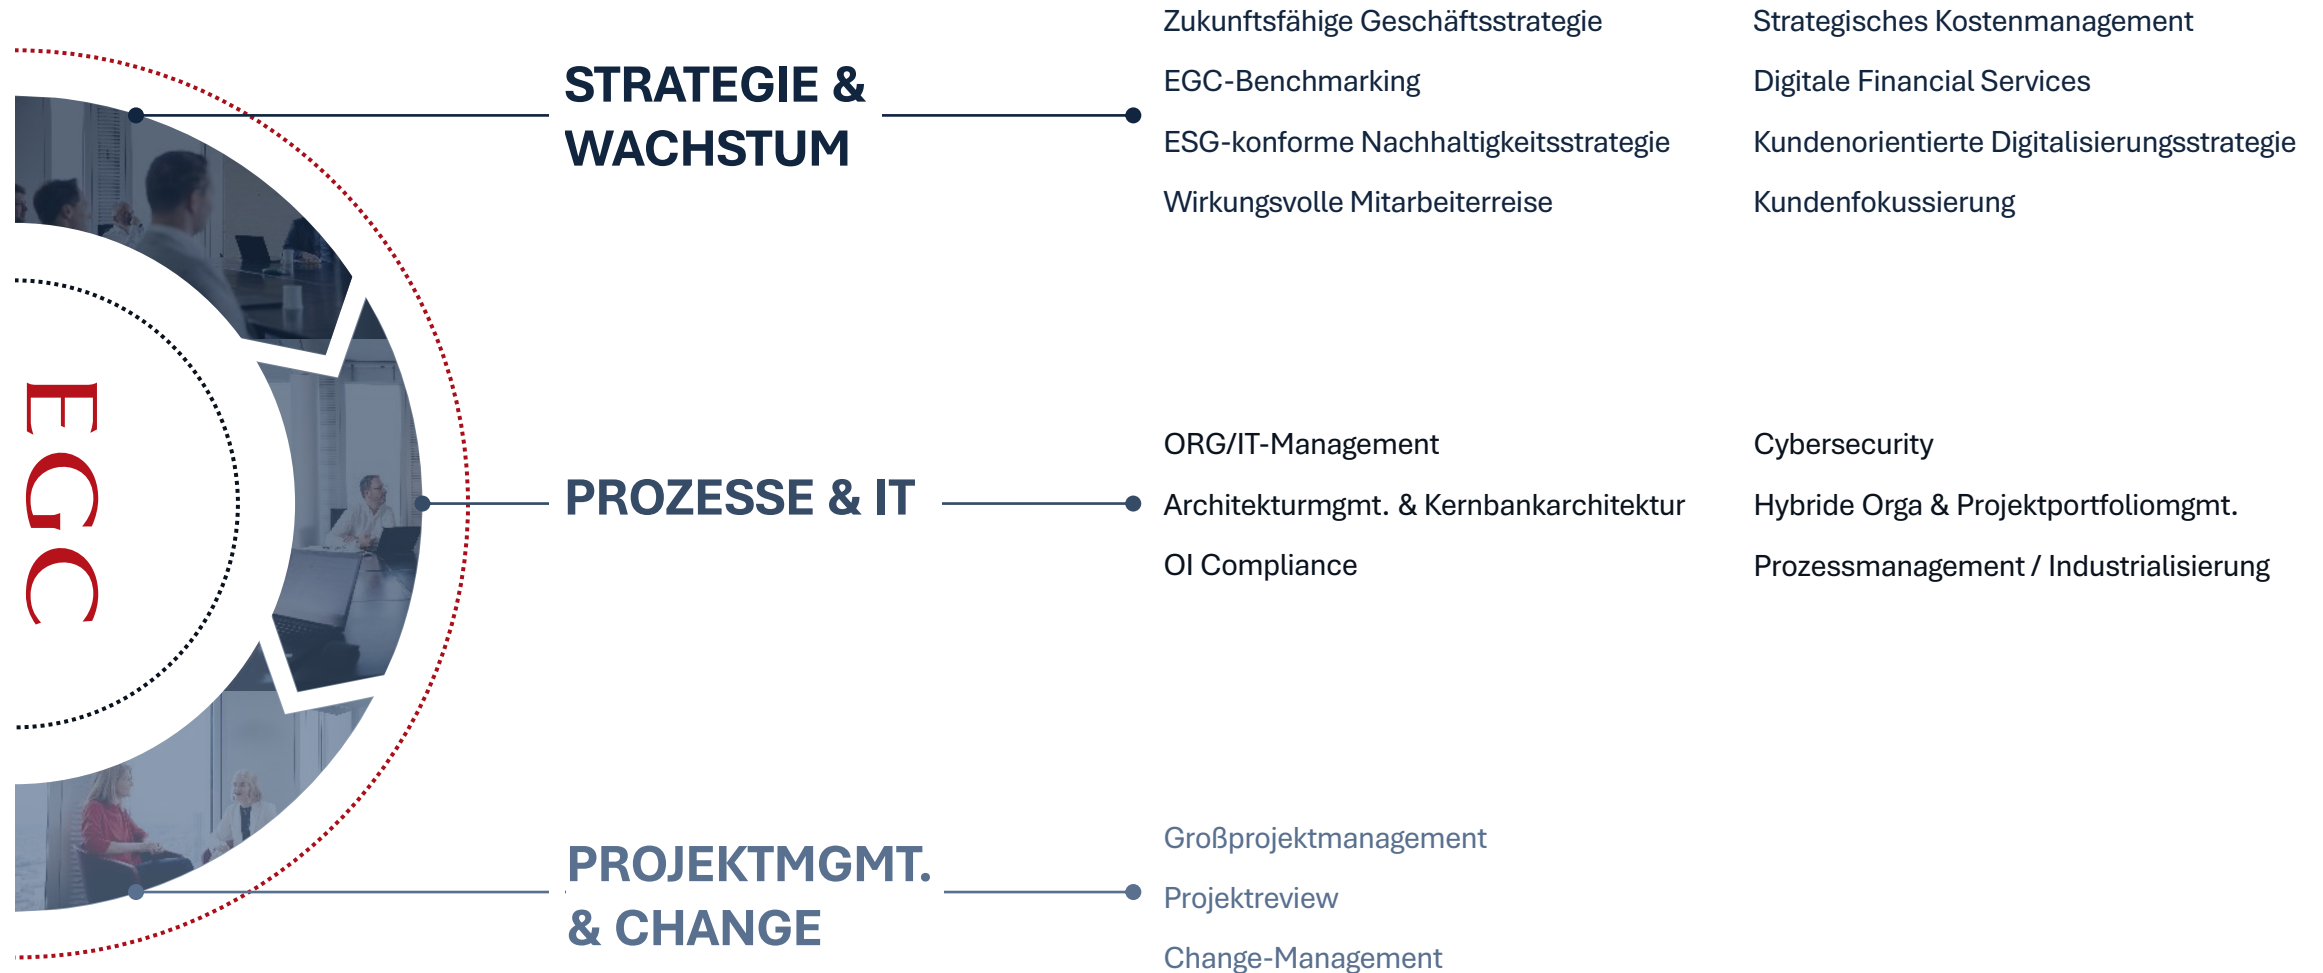 EGC
STRATEGIE &
WACHSTUM
Zukunftsfähige Geschäftsstrategie
EGC-Benchmarking
ESG-konforme Nachhaltigkeitsstrategie
Wirkungsvolle Mitarbeiterreise
Strategisches Kostenmanagement
Digitale Financial Services
Kundenorientierte Digitalisierungsstrategie
Kundenfokussierung
PROZESSE & IT
ORG/IT-Management
Architekturmgmt. & Kernbankarchitektur
OI Compliance
Cybersecurity
Hybride Orga & Projektportfoliomgmt.
Prozessmanagement / Industrialisierung
PROJEKTMGMT.
& CHANGE
Großprojektmanagement
Projektreview
Change-Management